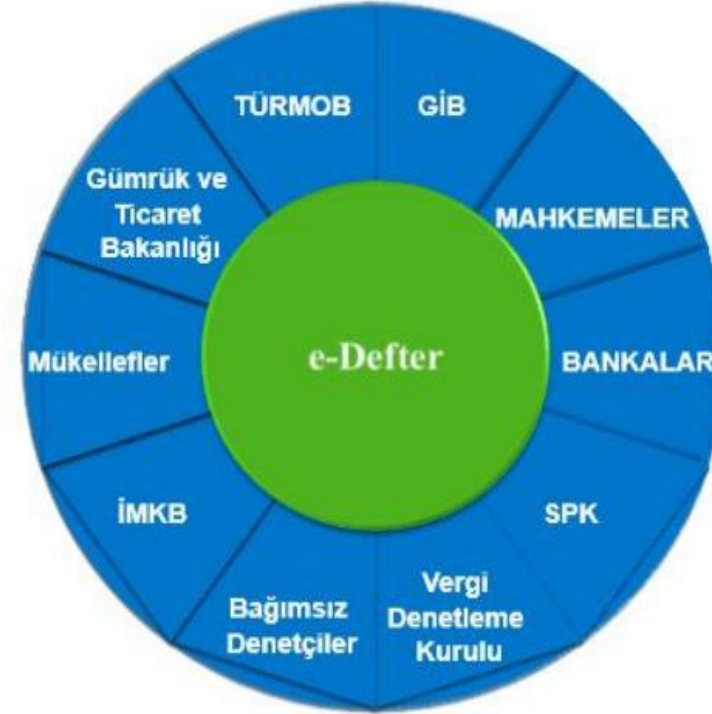 TÜRMOB
GİB
MAHKEMELER
BANKALAR
SPK
Vergi
Denetleme
Kurulu
Bağımsız
Denetçiler
İMKB
Mükellefler
Gümrük ve
Ticaret
Bakanlığı
e-Defter